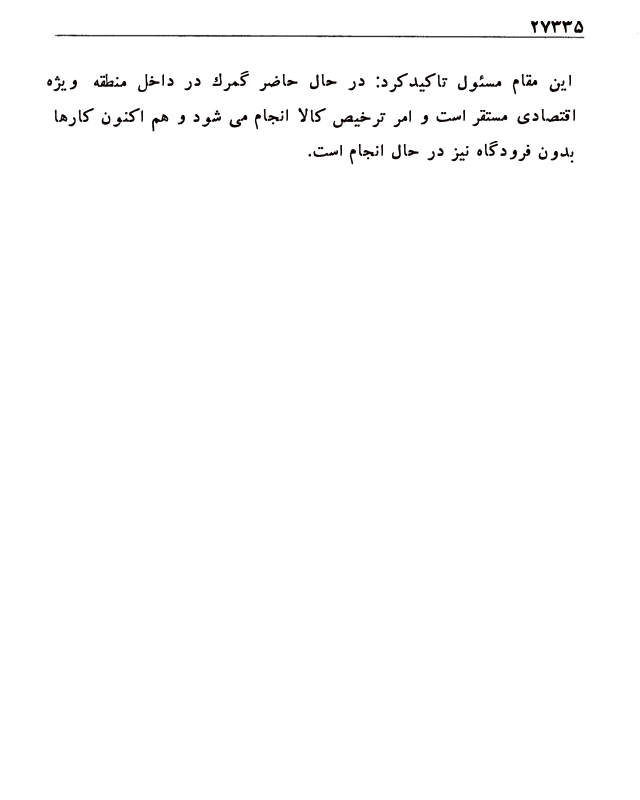 ۲۷۳۳۵
این مقام مسئول تاکیدکرد: در حال حاضر گمرك در داخل منطقه ویژه
اقتصادی مستقر است و امر ترخیص کالا انجام می شود و هم اکنون کارها
بدون فرودگاه نیز در حال انجام است.